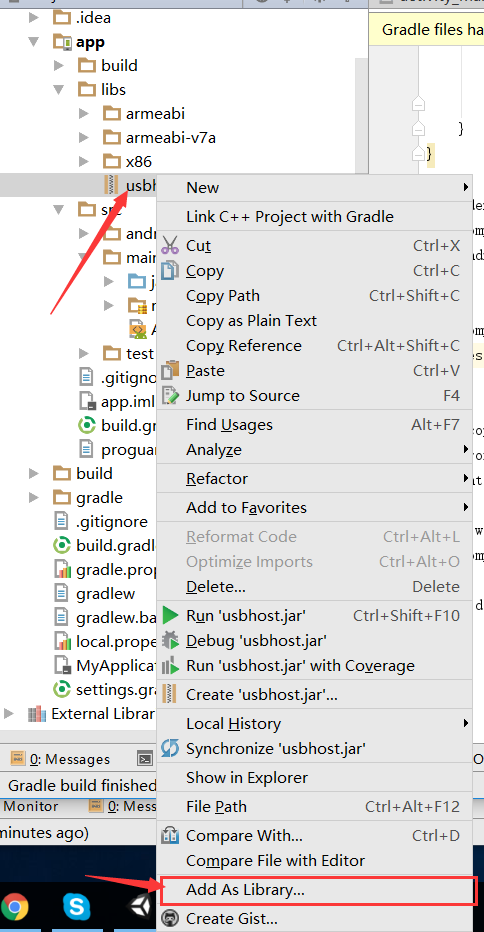 .idea
app
build
libs
armeabi
armeabi-v7a
x86
usbh
src
andr
main
test
.gitigno
app.iml
build.gr
proguar
build
gradle
.gitignore
build.gradle
gradle.prop
gradlew
gradlew.ba
local.prope
MyApplicat
settings.gra
External Librar
0: Messages
Gradle build finished
Monitor
0: Mess
minutes ago)
Gradle files ha
}
}
New
Link C++ Project with Gradle
Cut Ctrl+X
Copy Ctrl+C
Copy Path Ctrl+Shift+C
Copy as Plain Text
Copy Reference Ctrl+Alt+Shift+C
Paste Ctrl+V
Jump to Source F4
Find Usages Alt+F7
Analyze
Refactor
Add to Favorites
Reformat Code Ctrl+Alt+L
Optimize Imports Ctrl+Alt+O
Delete... Delete
Run 'usbhost.jar' Ctrl+Shift+F10
Debug 'usbhost.jar'
Run 'usbhost.jar' with Coverage
Create 'usbhost.jar'...
Local History
Synchronize 'usbhost.jar'
Show in Explorer
File Path Ctrl+Alt+F12
Compare With... Ctrl+D
Compare File with Editor
Add As Library...
Create Gist...